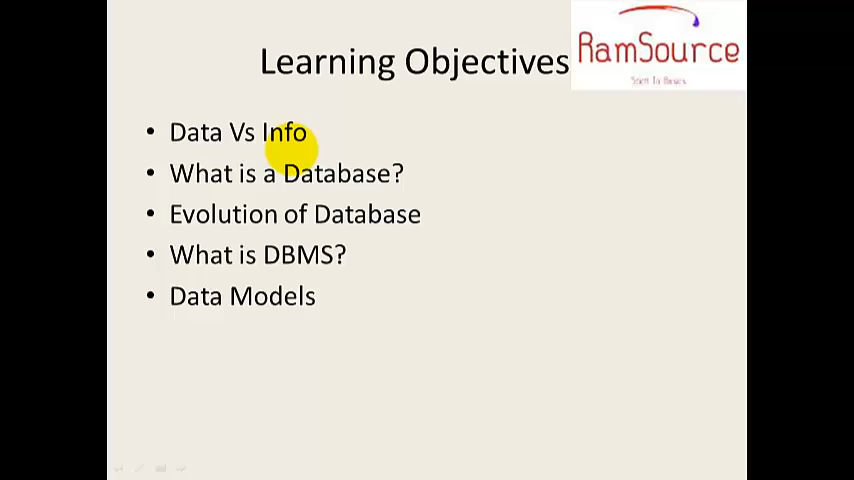 Learning Objectives
RamSource
Start To Basics
• Data Vs Info
• What is a Database?
• Evolution of Database
• What is DBMS?
• Data Models